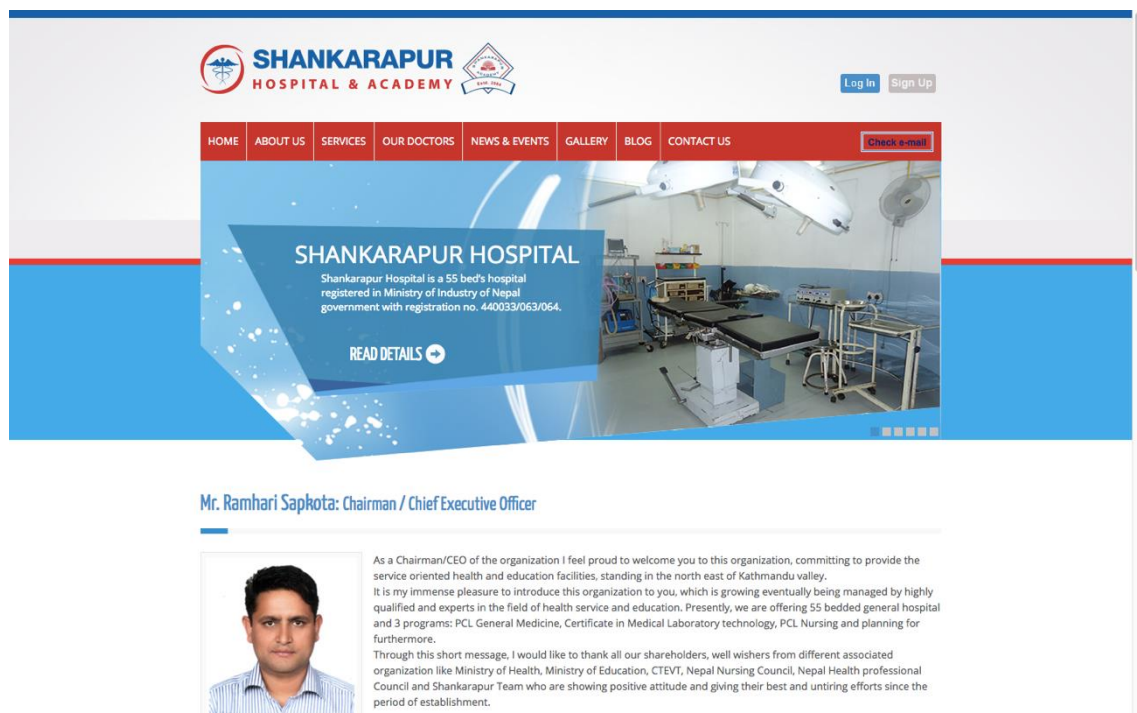 SHANKARAPUR
HOSPITAL & ACADEMY
Log In Sign Up
HOME ABOUT US SERVICES OUR DOCTORS NEWS & EVENTS GALLERY BLOG CONTACT US Check e-mail
SHANKARAPUR HOSPITAL
Shankarapur Hospital is a 55 bed's hospital
registered in Ministry of Industry of Nepal
government with registration no. 440033/063/064.
READ DETAILS
Mr. Ramhari Sapkota: Chairman / Chief Executive Officer
As a Chairman/CEO of the organization I feel proud to welcome you to this organization, committing to provide the
service oriented health and education facilities, standing in the north east of Kathmandu valley.
It is my immense pleasure to introduce this organization to you, which is growing eventually being managed by highly
qualified and experts in the field of health service and education. Presently, we are offering 55 bedded general hospital
and 3 programs: PCL General Medicine, Certificate in Medical Laboratory technology, PCL Nursing and planning for
furthermore.
Through this short message, I would like to thank all our shareholders, well wishers from different associated
organization like Ministry of Health, Ministry of Education, CTEVT, Nepal Nursing Council, Nepal Health professional
Council and Shankarapur Team who are showing positive attitude and giving their best and untiring efforts since the
period of establishment.